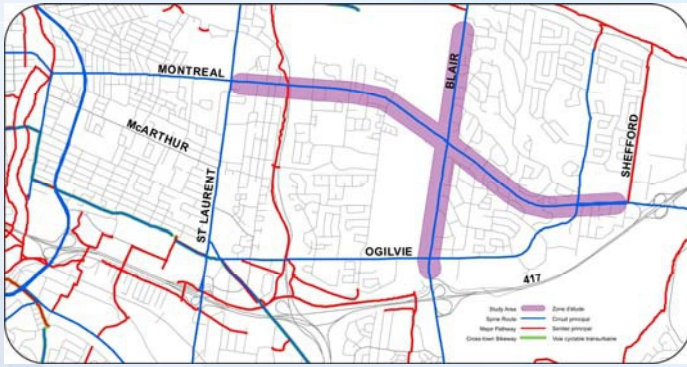 MONTREAL
BLAIR
McARTHUR
SHEFFORD
ST LAURENT
OGILVIE
417
Study Area Zone d'étude
Spine Route Circuit principal
Major Pathway Sentier principal
Cross-town Bikeway Voie cyclable transurbaine